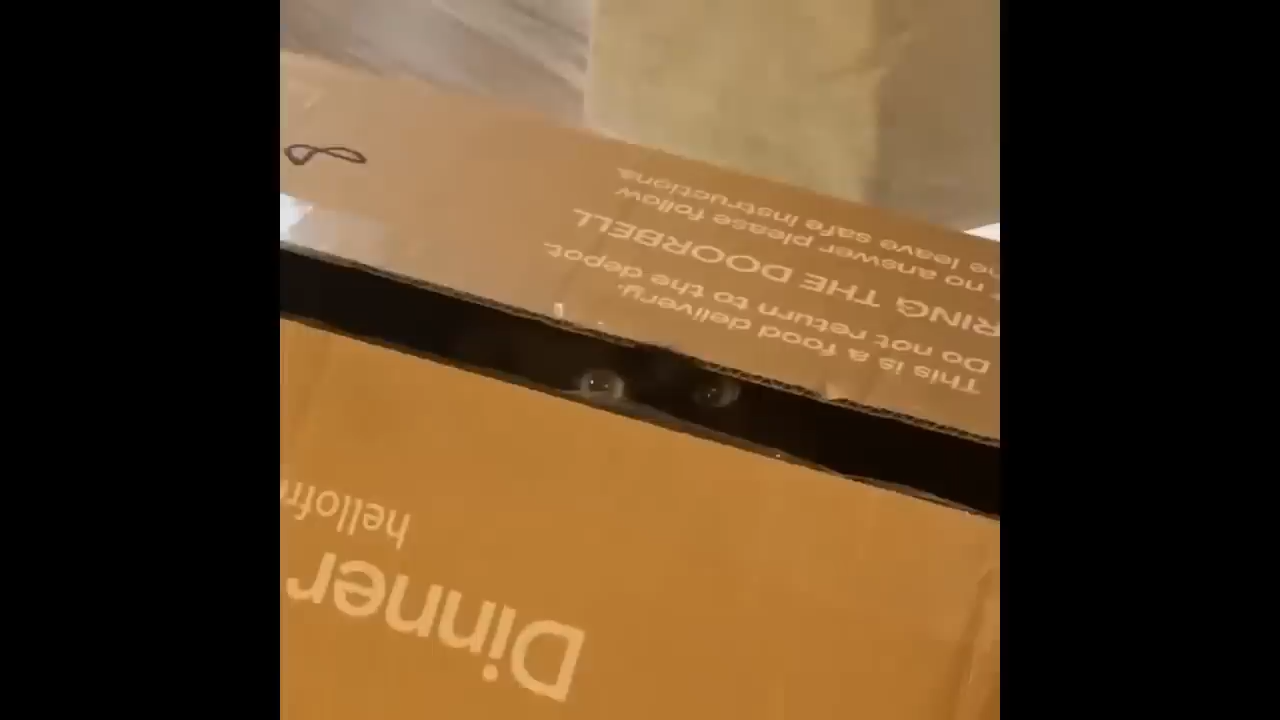 This is a food delivery.
Do not return to the depot.
RING THE DOORBELL
no answer please follow
leave safe instructions.
Dinner
hellofr